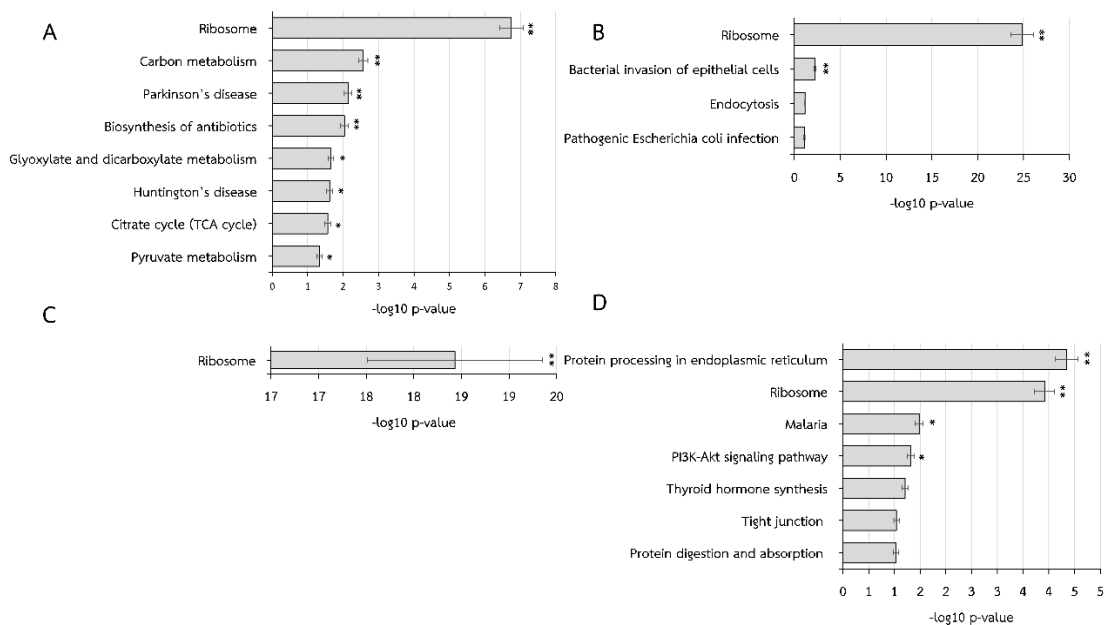 A
Ribosome
**
Carbon metabolism
**
Parkinson's disease
**
Biosynthesis of antibiotics
**
Glyoxylate and dicarboxylate metabolism
*
Huntington's disease
*
Citrate cycle (TCA cycle)
*
Pyruvate metabolism
*
0 1 2 3 4 5 6 7 8
-log10 p-value
B
Ribosome
**
Bacterial invasion of epithelial cells
**
Endocytosis
Pathogenic Escherichia coli infection
0 5 10 15 20 25 30
-log10 p-value
C
Ribosome
**
17 17 18 18 19 19 20
-log10 p-value
D
Protein processing in endoplasmic reticulum
**
Ribosome
**
Malaria
*
PI3K-Akt signaling pathway
*
Thyroid hormone synthesis
Tight junction
Protein digestion and absorption
0 1 1 2 2 3 3 4 4 5 5
-log10 p-value